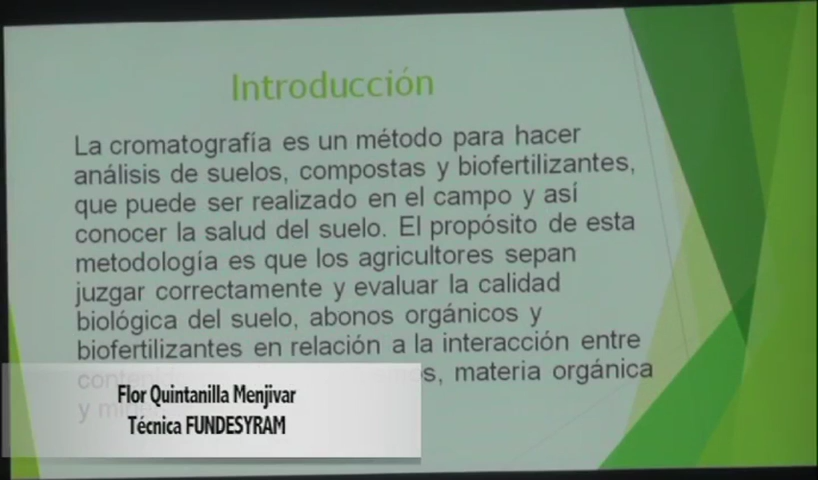 Introducción
La cromatografía es un método para hacer
análisis de suelos, compostas y biofertilizantes,
que puede ser realizado en el campo y así
conocer la salud del suelo. El propósito de esta
metodología es que los agricultores sepan
juzgar correctamente y evaluar la calidad
biológica del suelo, abonos orgánicos y
biofertilizantes en relación a la interacción entre
materia orgánica
y
Flor Quintanilla Menjivar
Técnica FUNDESYRAM